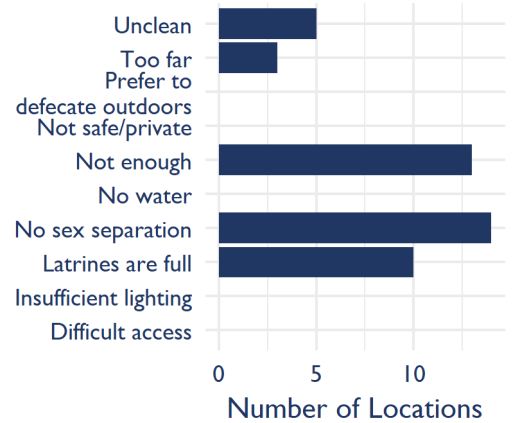 Unclean
Too far
Prefer to
defecate outdoors
Not safe/private
Not enough
No water
No sex separation
Latrines are full
Insufficient lighting
Difficult access
0 5 10
Number of Locations